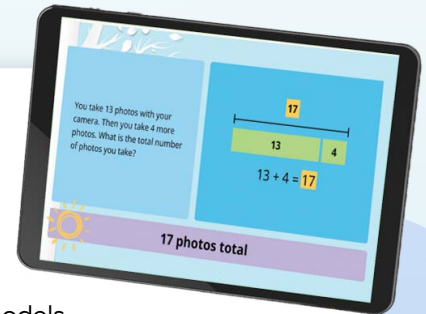 You take 13 photos with your
camera. Then you take 4 more
photos. What is the total number
of photos you take?
17
13 4
13 + 4 = 17
17 photos total